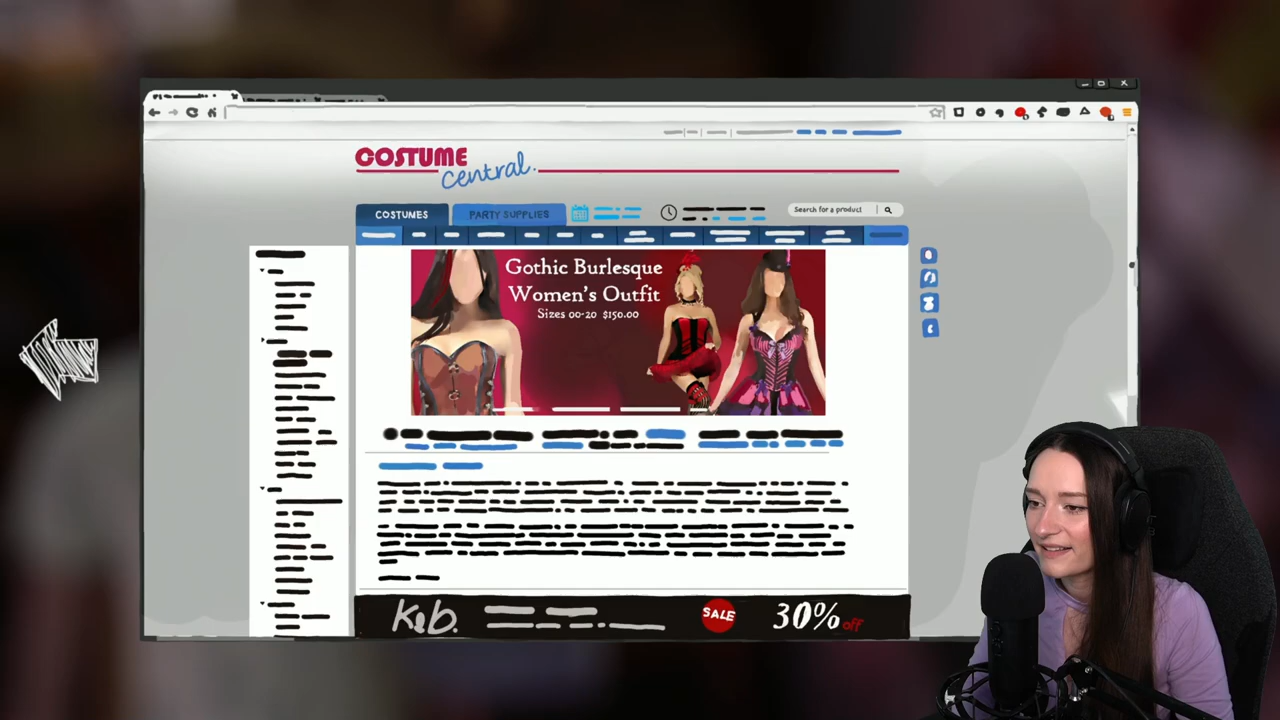 COSTUME
central.
COSTUMES
PARTY SUPPLIES
Search for a product
Gothic Burlesque
Women's Outfit
Sizes 00-20 $150.00
K&b.
SALE
30% off